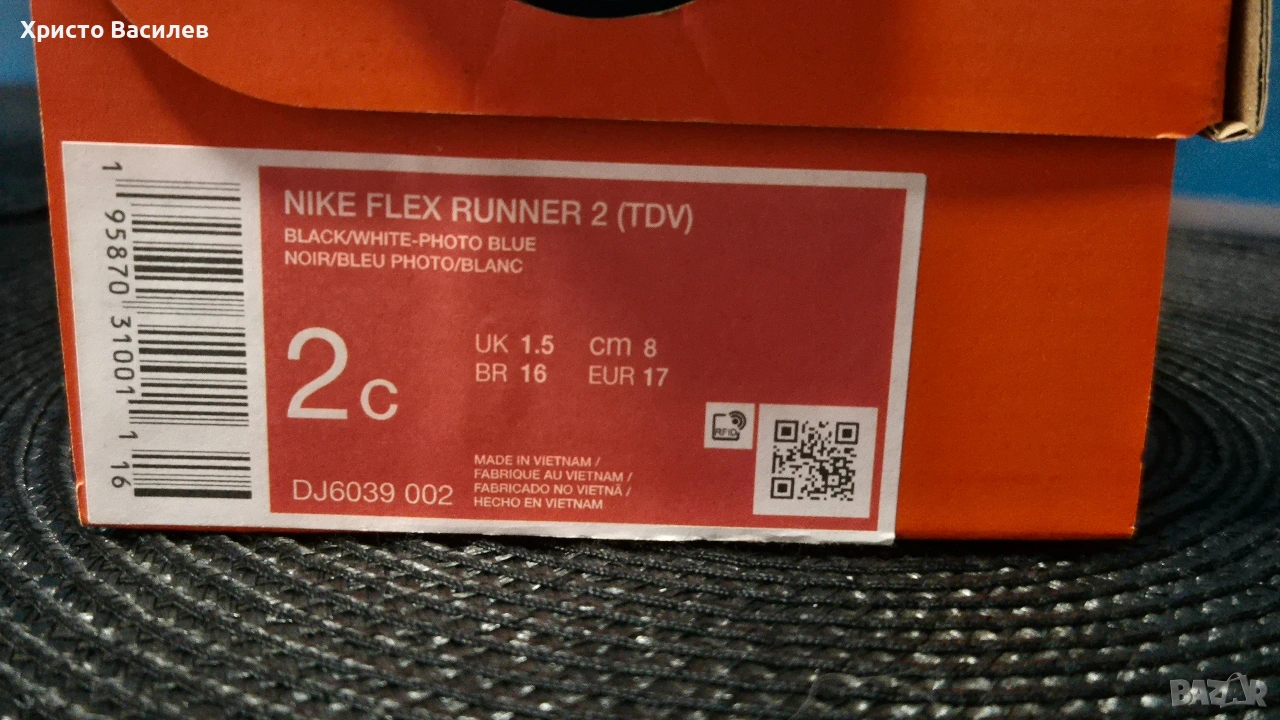 Христо Василев
1 95870 31001 1 16
NIKE FLEX RUNNER 2 (TDV)
BLACK/WHITE-PHOTO BLUE
NOIR/BLEU PHOTO/BLANC
2c
UK 1.5 cm 8
BR 16 EUR 17
RFID
MADE IN VIETNAM /
FABRIQUE AU VIETNAM /
FABRICADO NO VIETNÃ /
HECHO EN VIETNAM
DJ6039 002
BAZAR